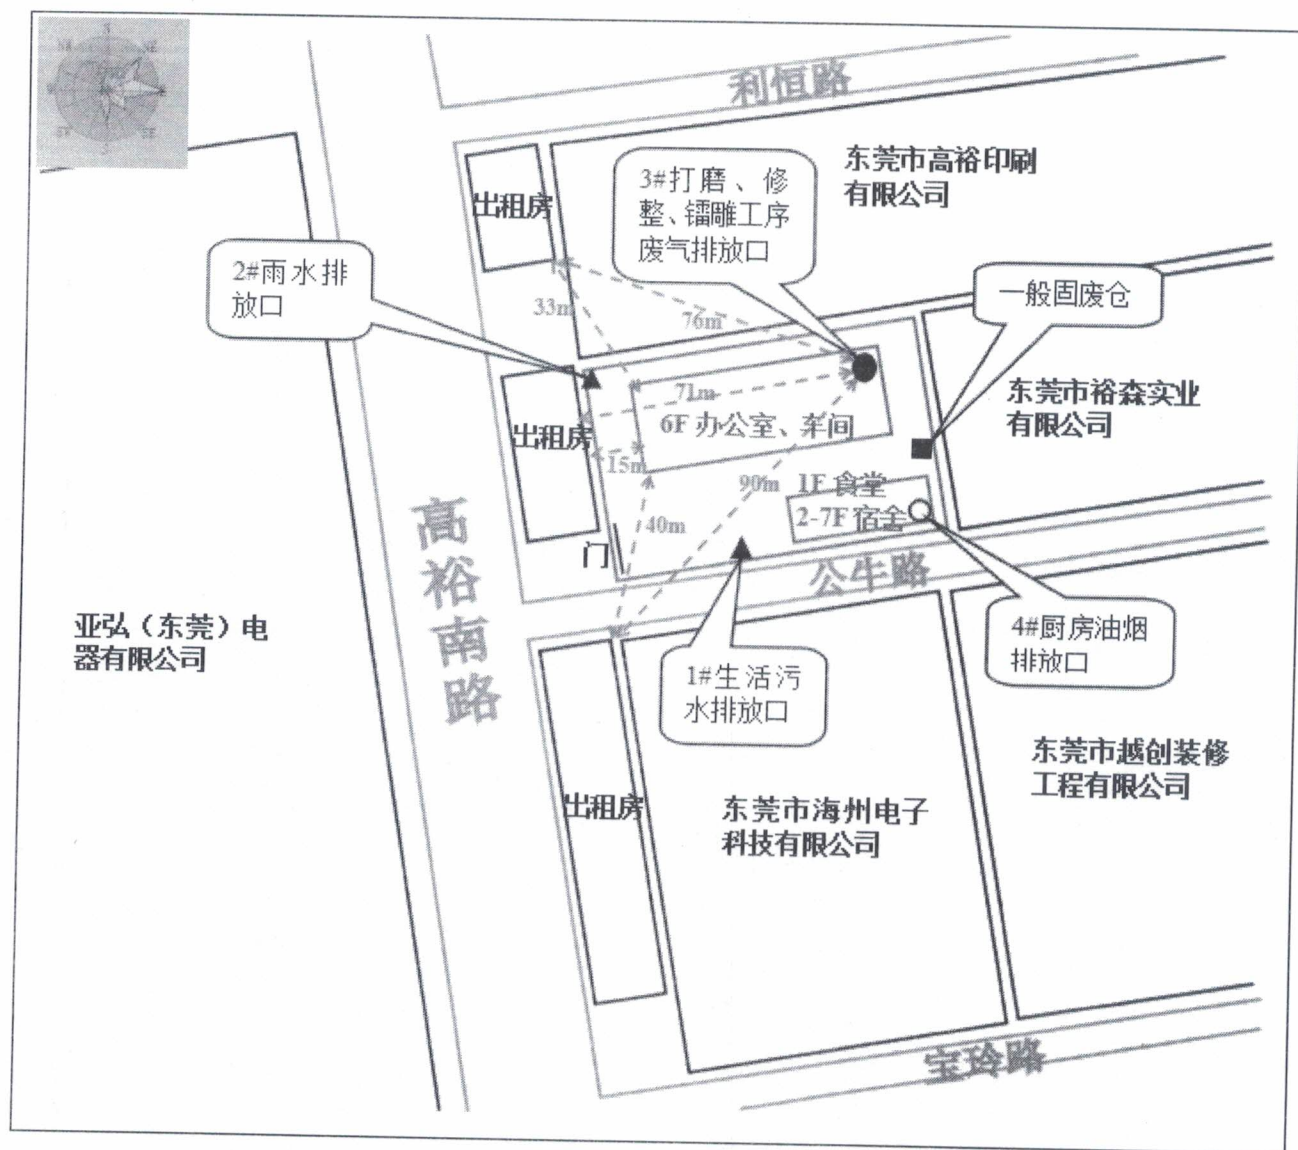 N
NE
S
利恒路
东莞市高裕印刷
有限公司
3#打磨、修
整、镭雕工序
废气排放口
出租房
2#雨水排
放口
一般固废仓
33m
76m
71m
6F 办公室、车间
东莞市裕森实业
有限公司
出租房
15m
90m
1F 食堂
2-7F 宿舍
40m
门
高裕南路
公牛路
亚弘（东莞）电
器有限公司
4#厨房油烟
排放口
1#生活污
水排放口
东莞市越创装修
工程有限公司
出租房
东莞市海州电子
科技有限公司
宝玲路